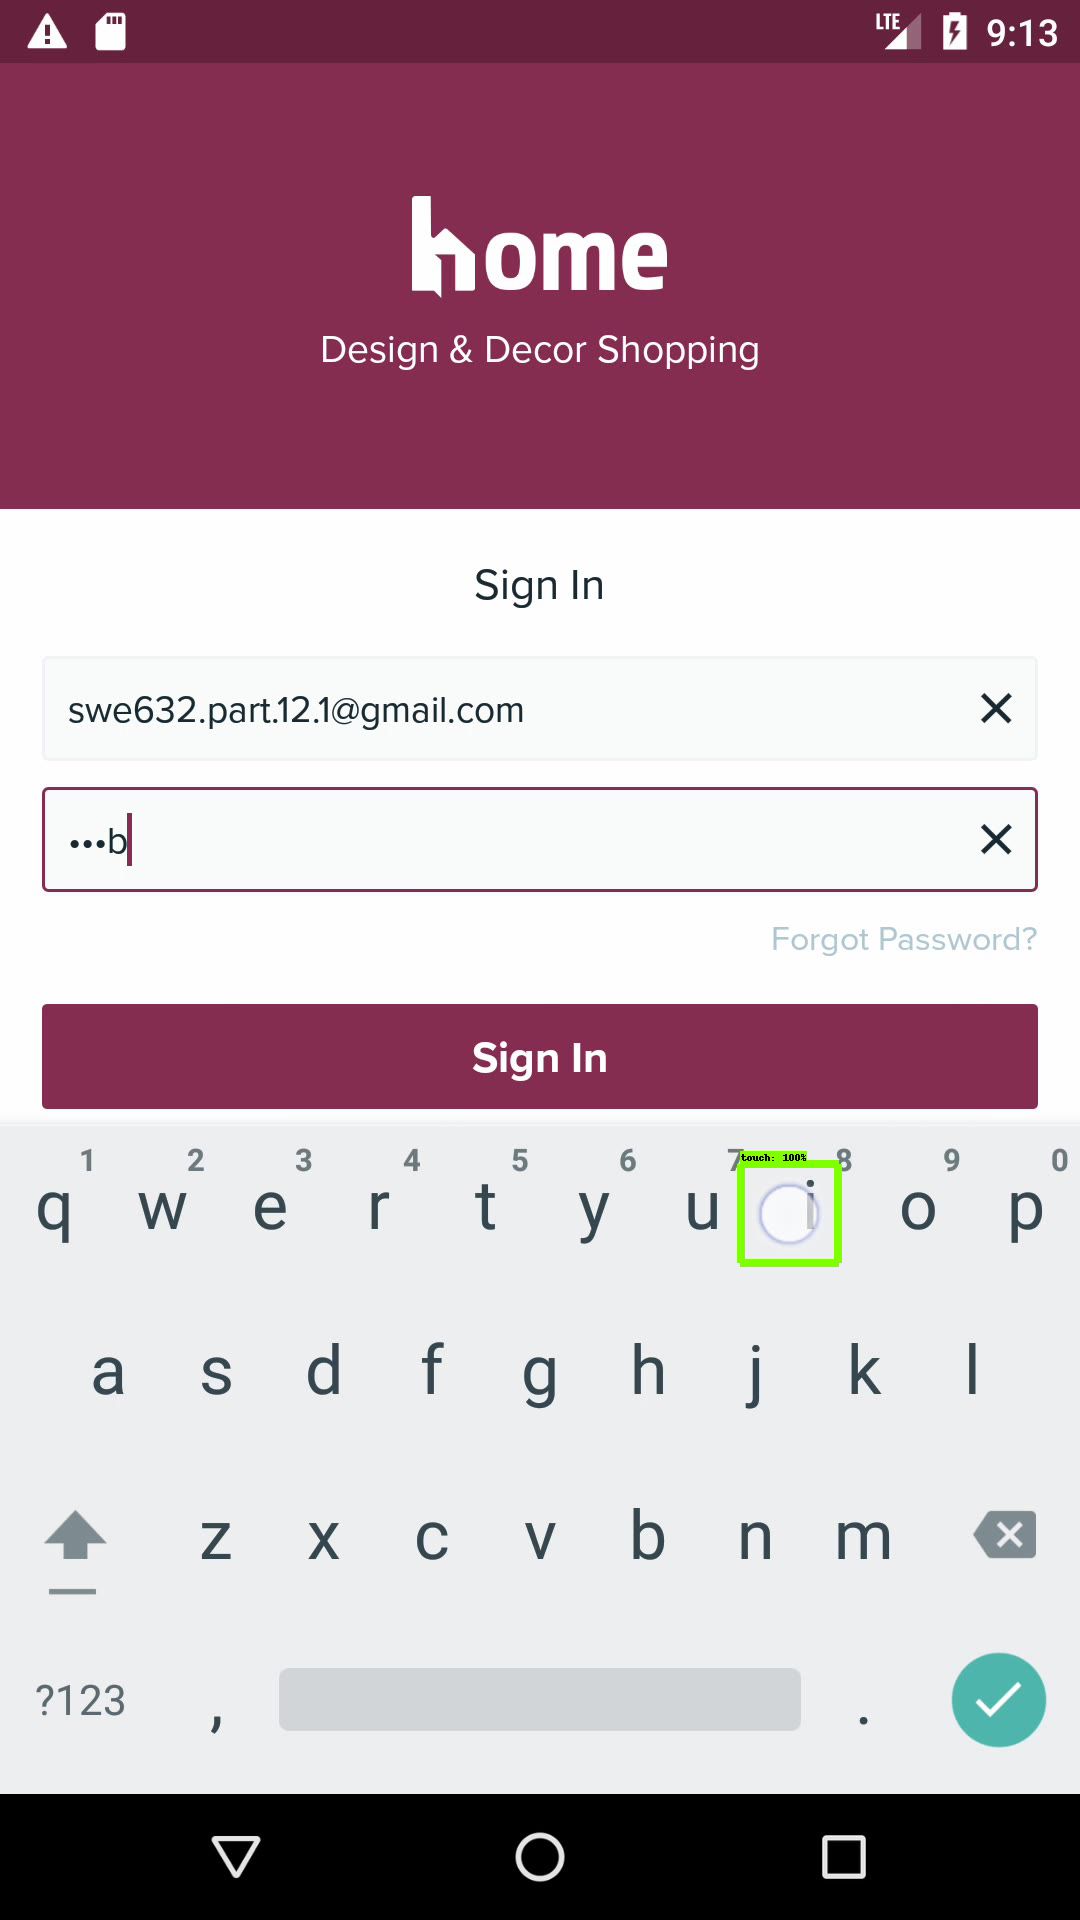 LTE 9:13
home
Design & Decor Shopping
Sign In
swe632.part.12.1@gmail.com
•••b
Forgot Password?
Sign In
1 2 3 4 5 6 7 touch: 100% 8 9 0
q w e r t y u i o p
a s d f g h j k l
z x c v b n m
?123 , .